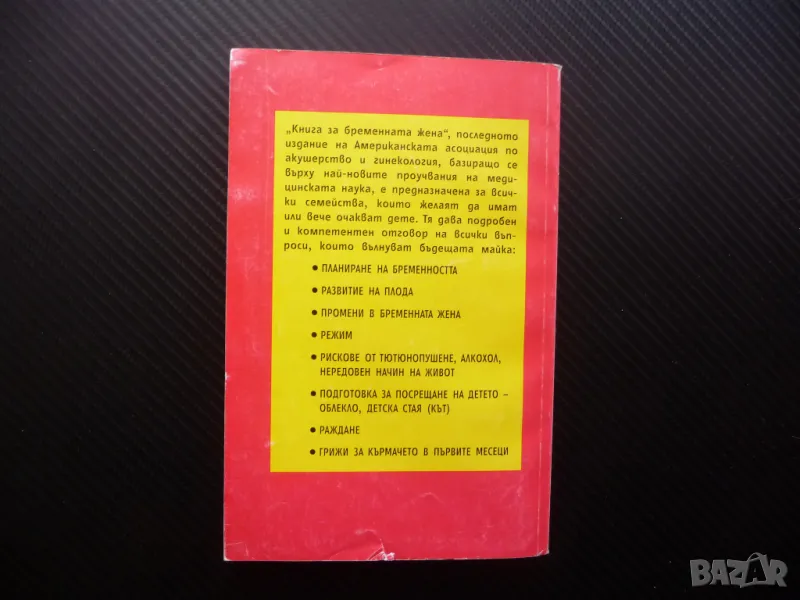 „Книга за бременната жена“, последното
издание на Американската асоциация по
акушерство и гинекология, базиращо се
върху най-новите проучвания на меди-
цинската наука, е предназначена за всич-
ки семейства, които желаят да имат
или вече очакват дете. Тя дава подробен
и компетентен отговор на всички въп-
роси, които вълнуват бъдещата майка:
● ПЛАНИРАНЕ НА БРЕМЕННОСТТА
● РАЗВИТИЕ НА ПЛОДА
● ПРОМЕНИ В БРЕМЕННАТА ЖЕНА
● РЕЖИМ
● РИСКОВЕ ОТ ТЮТЮНОПУШЕНЕ, АЛКОХОЛ,
НЕРЕДОВЕН НАЧИН НА ЖИВОТ
● ПОДГОТОВКА ЗА ПОСРЕЩАНЕ НА ДЕТЕТО –
ОБЛЕКЛО, ДЕТСКА СТАЯ (КЪТ)
● РАЖДАНЕ
● ГРИЖИ ЗА КЪРМАЧЕТО В ПЪРВИТЕ МЕСЕЦИ
BAZAR